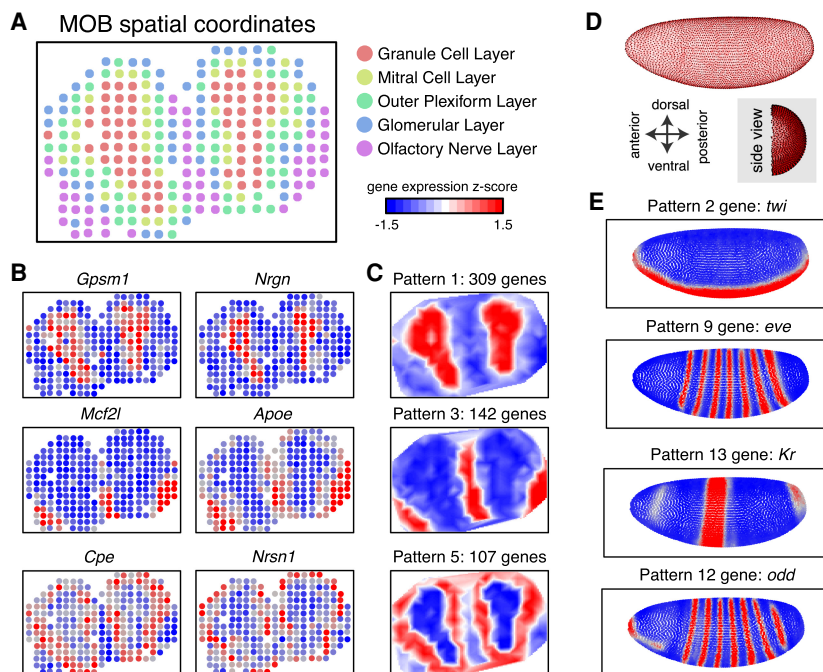 A
MOB spatial coordinates
Granule Cell Layer
Mitral Cell Layer
Outer Plexiform Layer
Glomerular Layer
Olfactory Nerve Layer
gene expression z-score
-1.5
1.5
B
Gpsm1
Nrgn
Mcf2l
Apoe
Cpe
Nrsn1
C
Pattern 1: 309 genes
Pattern 3: 142 genes
Pattern 5: 107 genes
D
dorsal
anterior
posterior
ventral
side view
E
Pattern 2 gene: twi
Pattern 9 gene: eve
Pattern 13 gene: Kr
Pattern 12 gene: odd